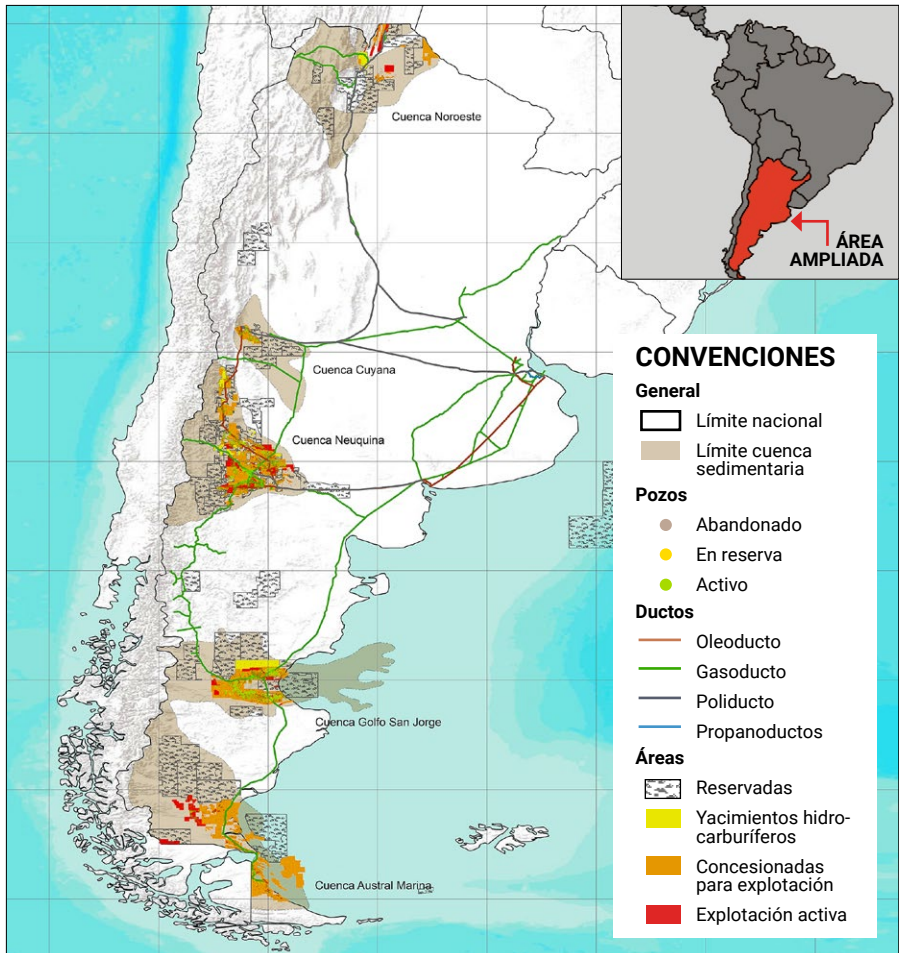 Cuenca Noroeste
ÁREA
AMPLIADA
Cuenca Cuyana
Cuenca Neuquina
Cuenca Golfo San Jorge
Cuenca Austral Marina
CONVENCIONES
General
Límite nacional
Límite cuenca
sedimentaria
Pozos
Abandonado
En reserva
Activo
Ductos
Oleoducto
Gasoducto
Poliducto
Propanoductos
Áreas
Reservadas
Yacimientos hidro-
carburíferos
Concesionadas
para explotación
Explotación activa